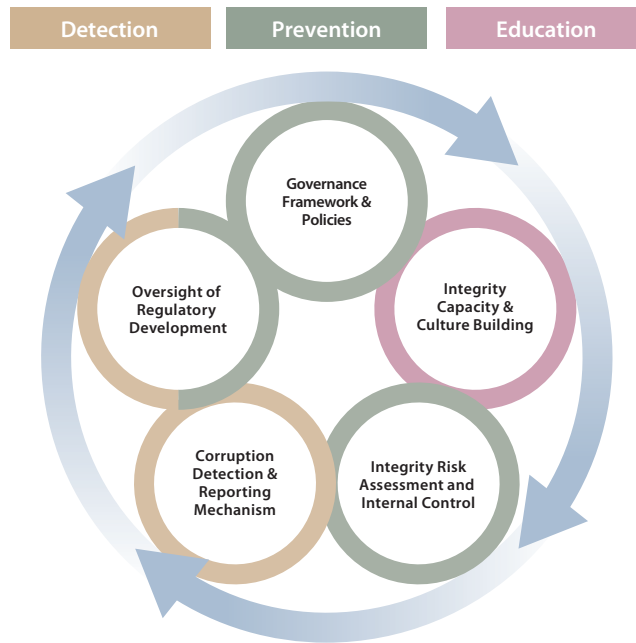 Detection
Prevention
Education
Governance
Framework &
Policies
Integrity
Capacity &
Culture Building
Integrity Risk
Assessment and
Internal Control
Corruption
Detection &
Reporting
Mechanism
Oversight of
Regulatory
Development